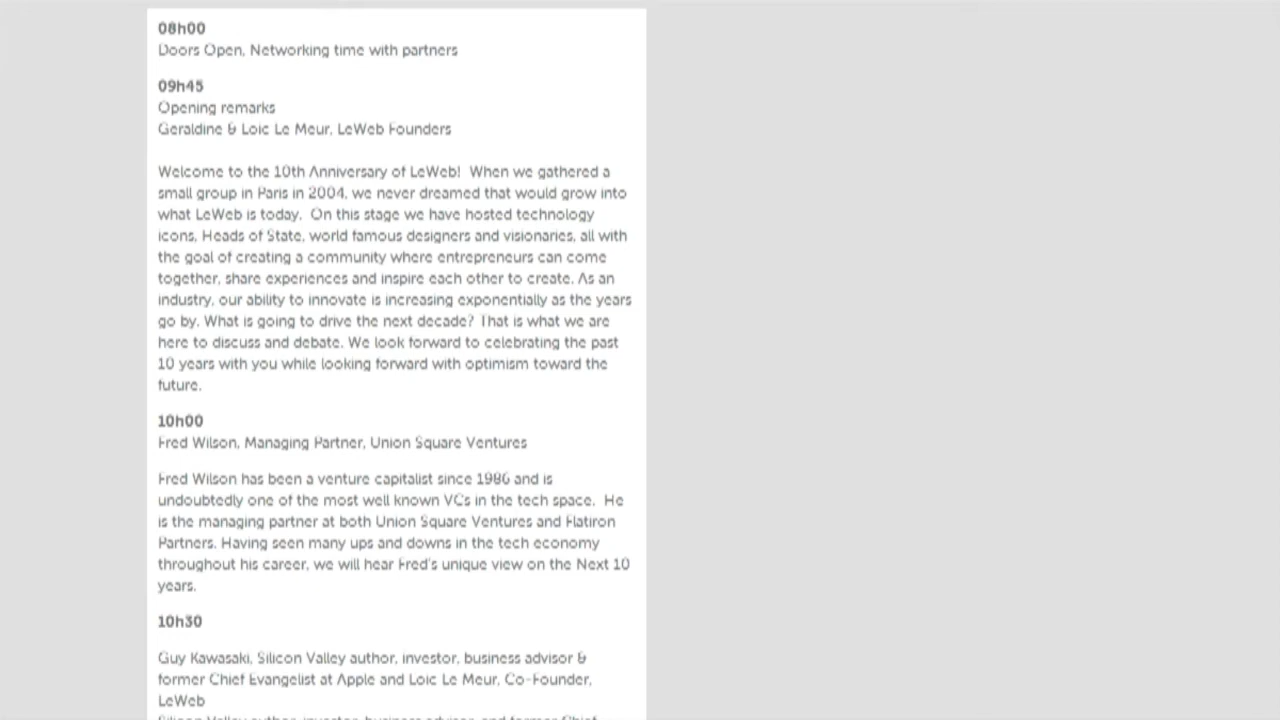 08h00
Doors Open, Networking time with partners
09h45
Opening remarks
Geraldine & Loic Le Meur, LeWeb Founders
Welcome to the 10th Anniversary of LeWeb!  When we gathered a
small group in Paris in 2004, we never dreamed that would grow into
what LeWeb is today.  On this stage we have hosted technology
icons, Heads of State, world famous designers and visionaries, all with
the goal of creating a community where entrepreneurs can come
together, share experiences and inspire each other to create. As an
industry, our ability to innovate is increasing exponentially as the years
go by. What is going to drive the next decade? That is what we are
here to discuss and debate. We look forward to celebrating the past
10 years with you while looking forward with optimism toward the
future.
10h00
Fred Wilson, Managing Partner, Union Square Ventures
Fred Wilson has been a venture capitalist since 1986 and is
undoubtedly one of the most well known VCs in the tech space.  He
is the managing partner at both Union Square Ventures and Flatiron
Partners. Having seen many ups and downs in the tech economy
throughout his career, we will hear Fred's unique view on the Next 10
years.
10h30
Guy Kawasaki, Silicon Valley author, investor, business advisor &
former Chief Evangelist at Apple and Loic Le Meur, Co-Founder,
LeWeb
Silicon Valley author, investor, business advisor, and former Chief